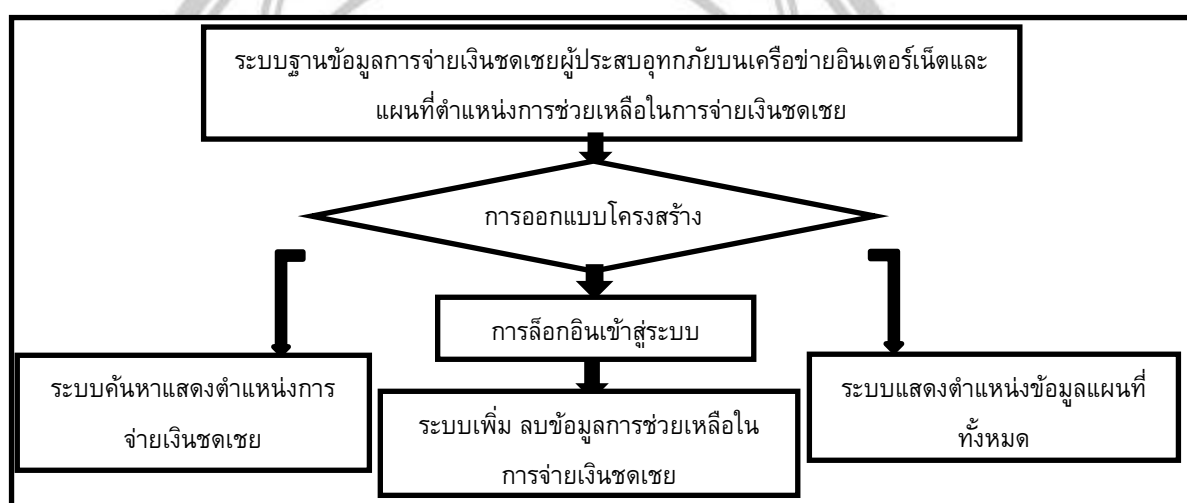 ระบบฐานข้อมูลการจ่ายเงินชดเชยผู้ประสบอุทกภัยบนเครือข่ายอินเตอร์เน็ตและ
แผนที่ตำแหน่งการช่วยเหลือในการจ่ายเงินชดเชย
การออกแบบโครงสร้าง
การล็อกอินเข้าสู่ระบบ
ระบบค้นหาแสดงตำแหน่งการ
จ่ายเงินชดเชย
ระบบเพิ่ม ลบข้อมูลการช่วยเหลือใน
การจ่ายเงินชดเชย
ระบบแสดงตำแหน่งข้อมูลแผนที่
ทั้งหมด